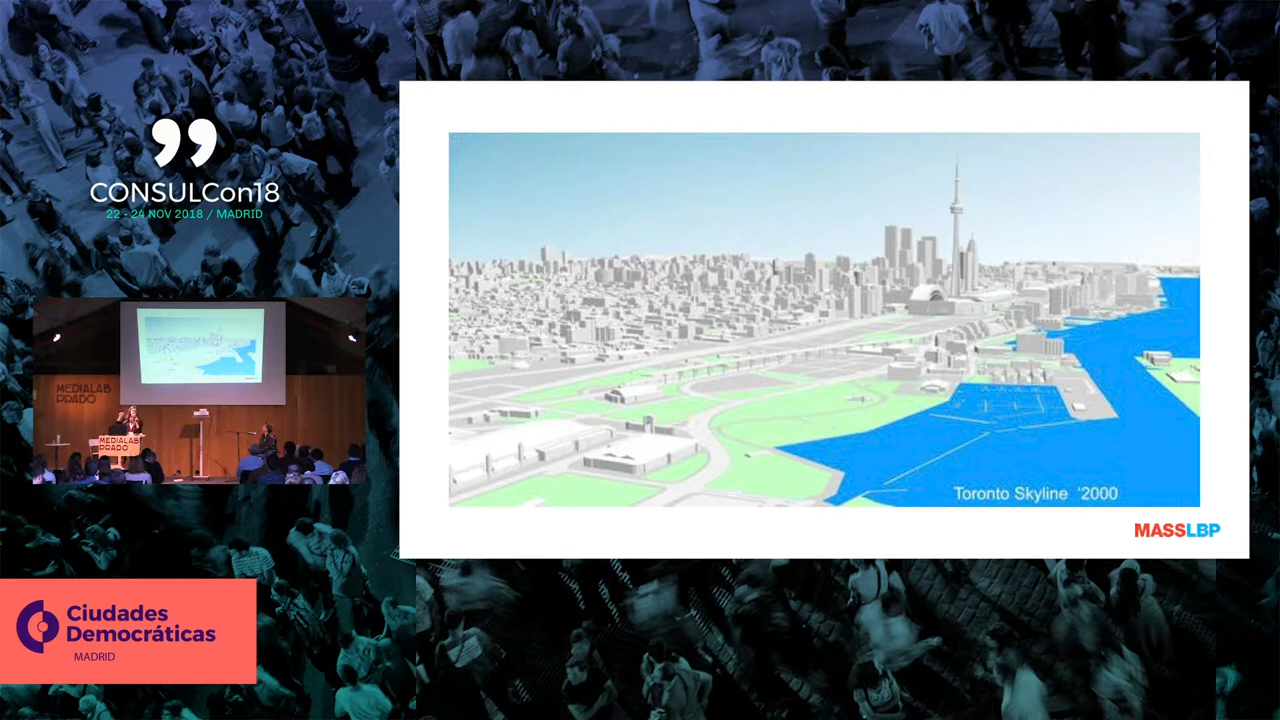 CONSULCon18
22 - 24 NOV 2018 / MADRID
MEDIALAB
PRADO
MEDIALAB
PRADO
Ciudades
Democráticas
MADRID
Toronto Skyline '2000
MASSLBP